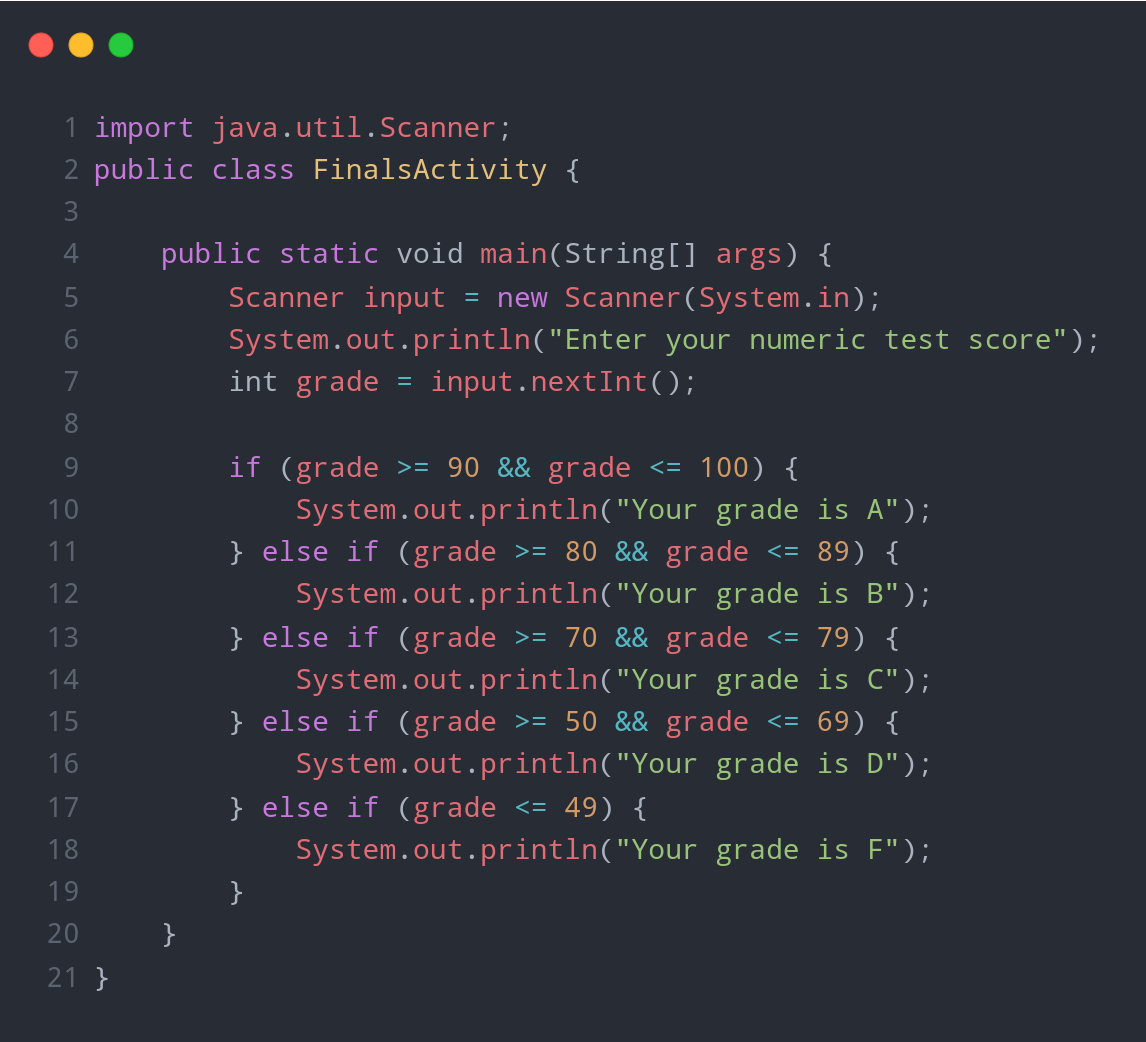 1 import java.util.Scanner;
2 public class FinalsActivity {
3
4     public static void main(String[] args) {
5         Scanner input = new Scanner(System.in);
6         System.out.println("Enter your numeric test score");
7         int grade = input.nextInt();
8
9         if (grade >= 90 && grade <= 100) {
10             System.out.println("Your grade is A");
11         } else if (grade >= 80 && grade <= 89) {
12             System.out.println("Your grade is B");
13         } else if (grade >= 70 && grade <= 79) {
14             System.out.println("Your grade is C");
15         } else if (grade >= 50 && grade <= 69) {
16             System.out.println("Your grade is D");
17         } else if (grade <= 49) {
18             System.out.println("Your grade is F");
19         }
20     }
21 }